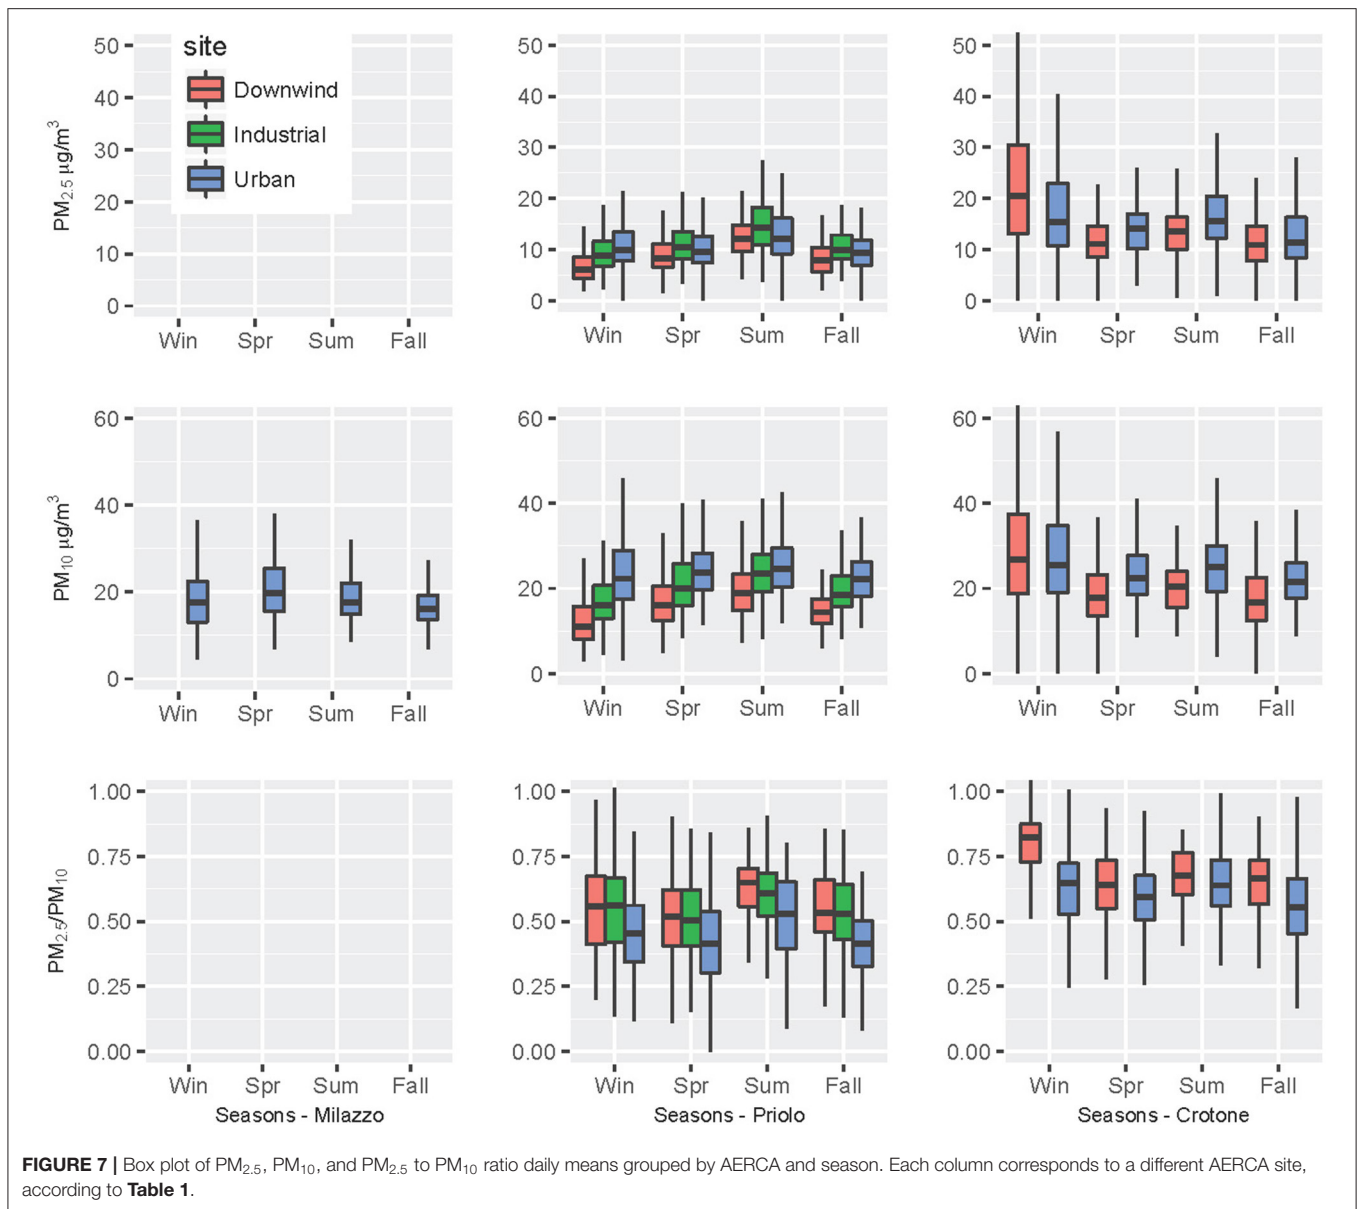 site
Downwind
Industrial
Urban
PM2.5 µg/m3
50
40
30
20
10
0
Win Spr Sum Fall
50
40
30
20
10
0
Win Spr Sum Fall
50
40
30
20
10
0
Win Spr Sum Fall
PM10 µg/m3
60
40
20
0
Win Spr Sum Fall
60
40
20
0
Win Spr Sum Fall
60
40
20
0
Win Spr Sum Fall
PM2.5/PM10
1.00
0.75
0.50
0.25
0.00
Win Spr Sum Fall
Seasons - Milazzo
1.00
0.75
0.50
0.25
0.00
Win Spr Sum Fall
Seasons - Priolo
1.00
0.75
0.50
0.25
0.00
Win Spr Sum Fall
Seasons - Crotone
FIGURE 7 | Box plot of PM2.5, PM10, and PM2.5 to PM10 ratio daily means grouped by AERCA and season. Each column corresponds to a different AERCA site,
according to Table 1.